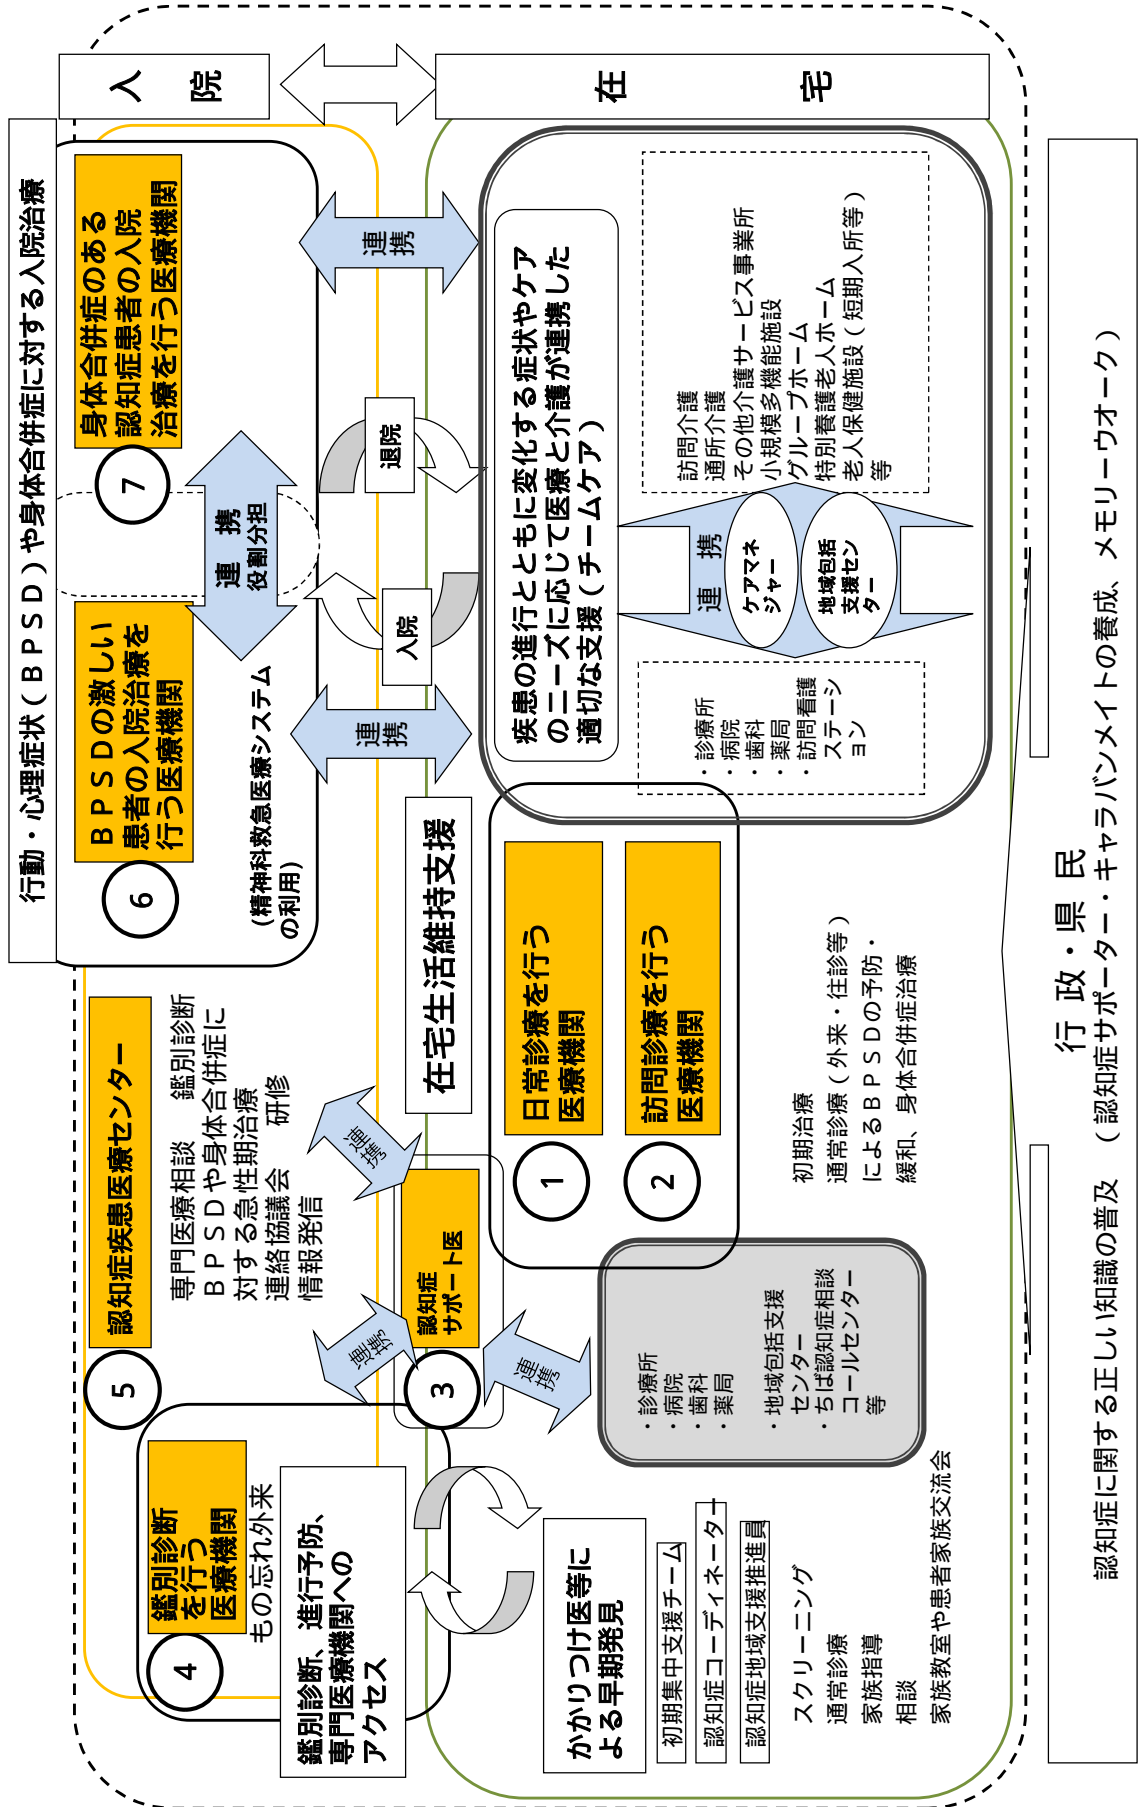 行動・心理症状(BPSD)や身体合併症に対する入院治療
入院
在宅
4
鑑別診断
を行う
医療機関
もの忘れ外来
鑑別診断、進行予防、
専門医療機関への
アクセス
5
認知症疾患医療センター
専門医療相談 鑑別診断
BPSDや身体合併症に
対する急性期治療
連絡協議会 研修
情報発信
6
BPSDの激しい
患者の入院治療を
行う医療機関
(精神科救急医療システム
の利用)
連携
役割分担
7
身体合併症のある
認知症患者の入院
治療を行う医療機関
連携
連携
連携
連携
連携
入院
退院
3
認知症
サポート医
在宅生活維持支援
かかりつけ医等に
よる早期発見
初期集中支援チーム
認知症コーディネーター
認知症地域支援推進員
スクリーニング
通常診療
家族指導
相談
家族教室や患者家族交流会
・診療所
・病院
・歯科
・薬局
・地域包括支援
センター
・ちば認知症相談
コールセンター
等
1
日常診療を行う
医療機関
2
訪問診療を行う
医療機関
初期治療
通常診療(外来・往診等)
によるBPSDの予防・
緩和、身体合併症治療
疾患の進行とともに変化する症状やケア
のニーズに応じて医療と介護が連携した
適切な支援(チームケア)
・診療所
・病院
・歯科
・薬局
・訪問看護
ステーシ
ョン
連携
ケアマネ
ジャー
地域包括
支援セン
ター
訪問介護
通所介護
その他介護サービス事業所
小規模多機能施設
グループホーム
特別養護老人ホーム
老人保健施設(短期入所等)
等
行政・県民
認知症に関する正しい知識の普及 (認知症サポーター・キャラバンメイトの養成、メモリーウオーク)